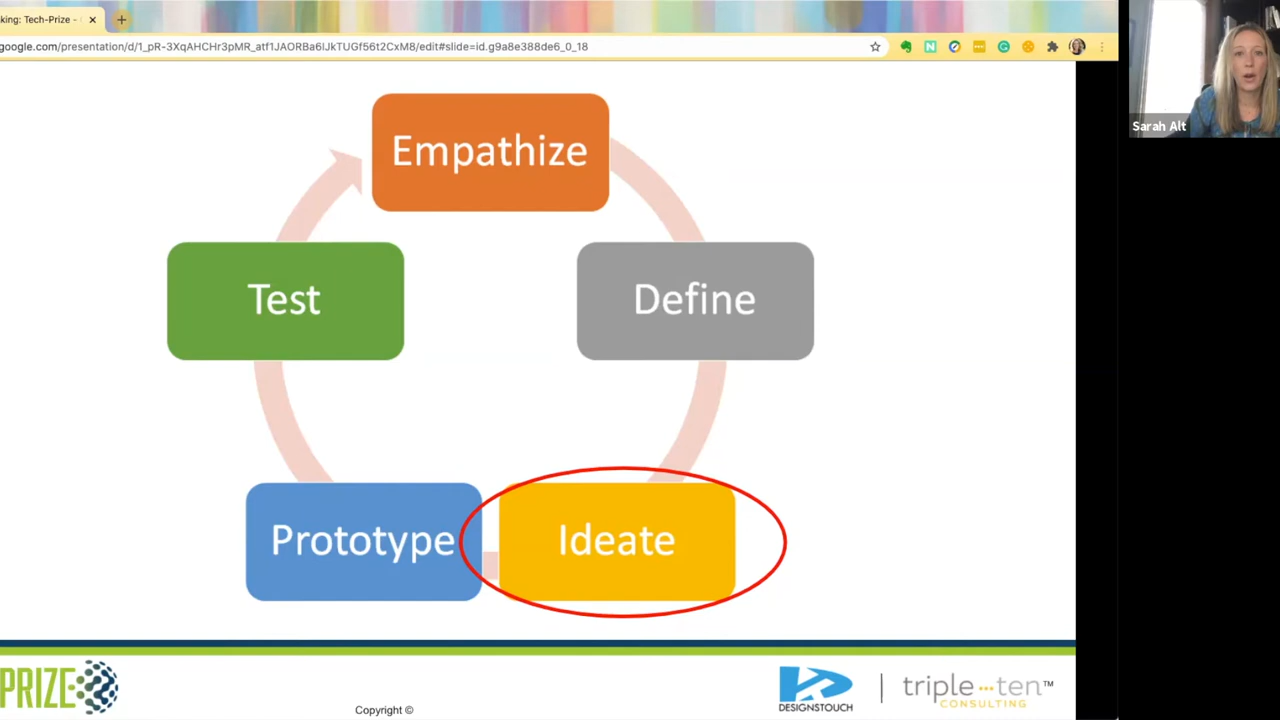 king: Tech-Prize -
google.com/presentation/d/1_pR-3XqAHCHr3pMR_atf1JAORBa6lJkTUGf56t2CxM8/edit#slide=id.g9a8e388de6_0_18
Sarah Alt
Empathize
Test
Define
Prototype
Ideate
PRIZE
Copyright ©
DESIGNSTOUCH
triple ten™
CONSULTING